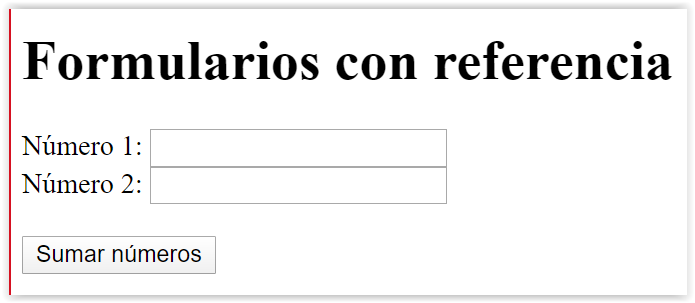 Formularios con referencia
Número 1:
Número 2:
Sumar números